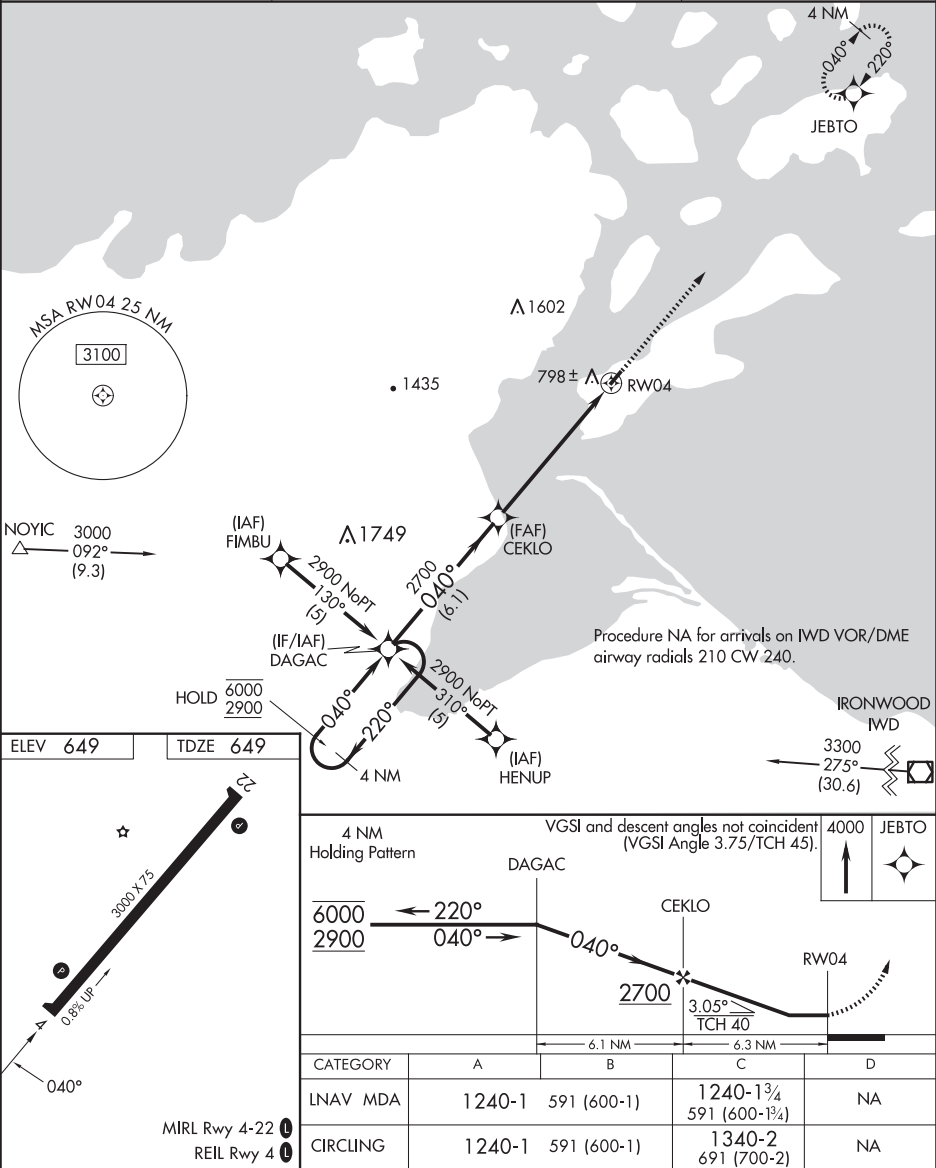 4 NM
040°
220°
JEBTO
MSA RW04 25 NM
3100
1602
798±
RW04
1435
NOYIC
3000
092°
(9.3)
(IAF)
FIMBU
1749
(FAF)
CEKLO
2900 NoPT
130°
(5)
2700
040°
(6.1)
(IF/IAF)
DAGAC
Procedure NA for arrivals on IWD VOR/DME
airway radials 210 CW 240.
HOLD
6000
2900
040°
220°
4 NM
2900 NoPT
310°
(5)
(IAF)
HENUP
IRONWOOD
IWD
3300
275°
(30.6)
ELEV 649
TDZE 649
22
P
3000 X 75
P
0.8% UP
4
040°
MIRL Rwy 4-22 L
REIL Rwy 4 L
4 NM
Holding Pattern
VGSI and descent angles not coincident
(VGSI Angle 3.75/TCH 45).
4000
JEBTO
DAGAC
CEKLO
RW04
6000
2900
220°
040°
040°
2700
3.05°
TCH 40
6.1 NM
6.3 NM
CATEGORY A B C D
LNAV MDA 1240-1 591 (600-1) 1240-1¾ 591 (600-1¾) NA
CIRCLING 1240-1 591 (600-1) 1340-2 691 (700-2) NA